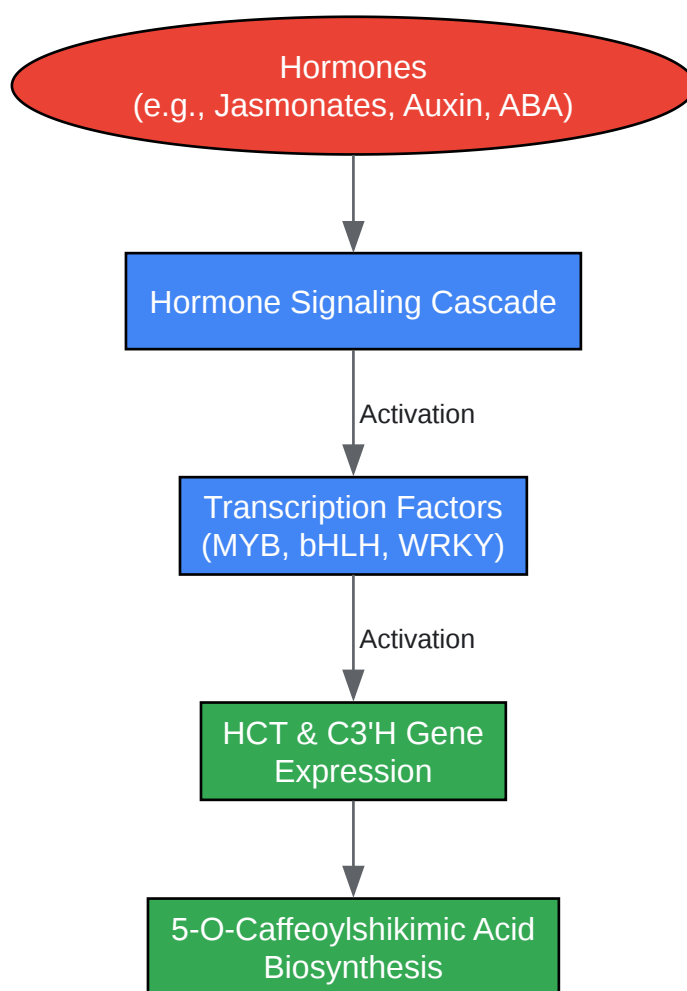 Hormones
(e.g., Jasmonates, Auxin, ABA)
Hormone Signaling Cascade
Activation
Transcription Factors
(MYB, bHLH, WRKY)
Activation
HCT & C3'H Gene
Expression
5-O-Caffeoylshikimic Acid
Biosynthesis